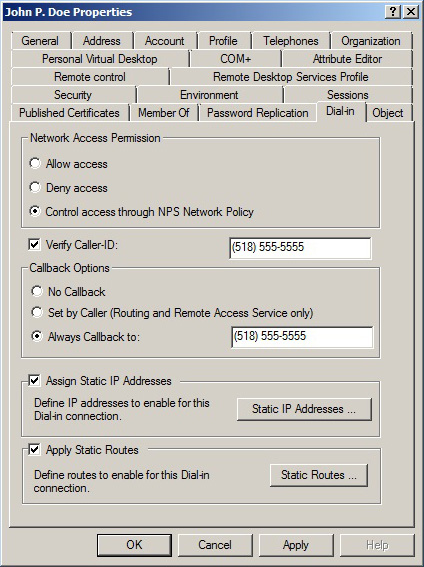 John P. Doe Properties
General Address Account Profile Telephones Organization
Personal Virtual Desktop COM+ Attribute Editor
Remote control Remote Desktop Services Profile
Security Environment Sessions
Published Certificates Member Of Password Replication Dial-in Object
Network Access Permission
Allow access
Deny access
Control access through NPS Network Policy
Verify Caller-ID: (518) 555-5555
Callback Options
No Callback
Set by Caller (Routing and Remote Access Service only)
Always Callback to: (518) 555-5555
Assign Static IP Addresses
Define IP addresses to enable for this
Dial-in connection.
Static IP Addresses ...
Apply Static Routes
Define routes to enable for this Dial-in
connection.
Static Routes ...
OK Cancel Apply Help